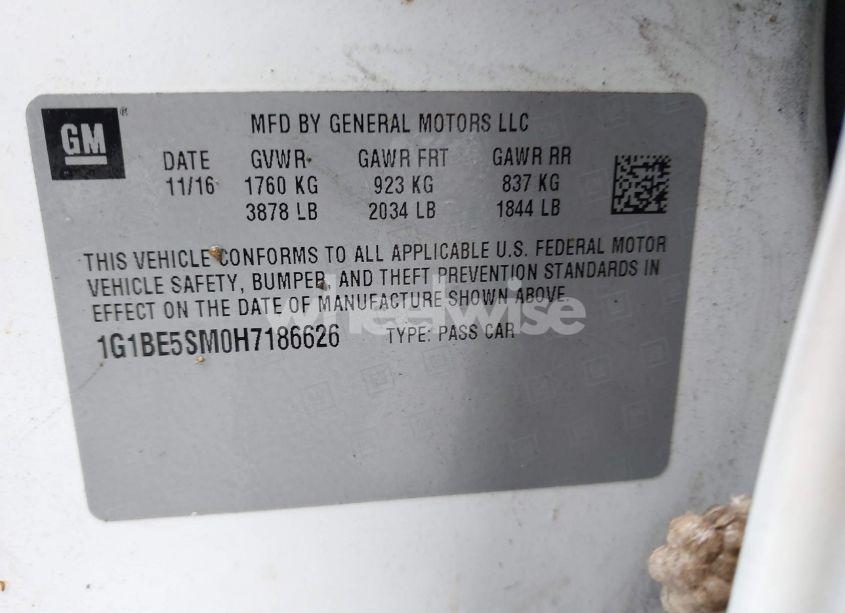 GM®
MFD BY GENERAL MOTORS LLC
DATE GVWR GAWR FRT GAWR RR
11/16 1760 KG 923 KG 837 KG
3878 LB 2034 LB 1844 LB
THIS VEHICLE CONFORMS TO ALL APPLICABLE U.S. FEDERAL MOTOR
VEHICLE SAFETY, BUMPER, AND THEFT PREVENTION STANDARDS IN
EFFECT ON THE DATE OF MANUFACTURE SHOWN ABOVE.
wheelwise
1G1BE5SM0H7186626 TYPE: PASS CAR